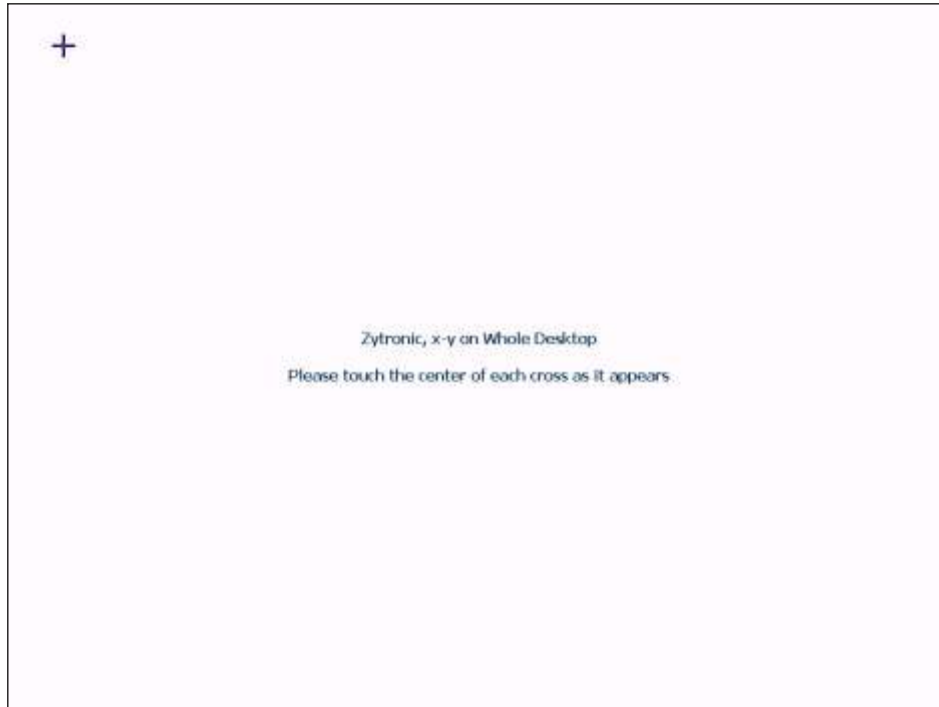 Zytronic, x-y on Whole Desktop
Please touch the center of each cross as it appears